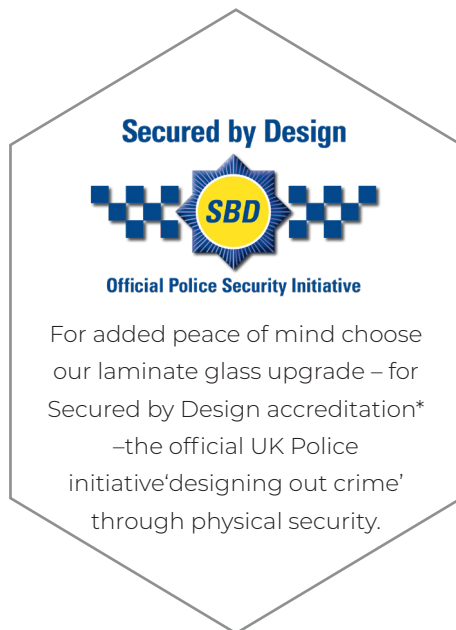 Secured by Design
SBD
Official Police Security Initiative
For added peace of mind choose
our laminate glass upgrade – for
Secured by Design accreditation*
–the official UK Police
initiative‘designing out crime’
through physical security.